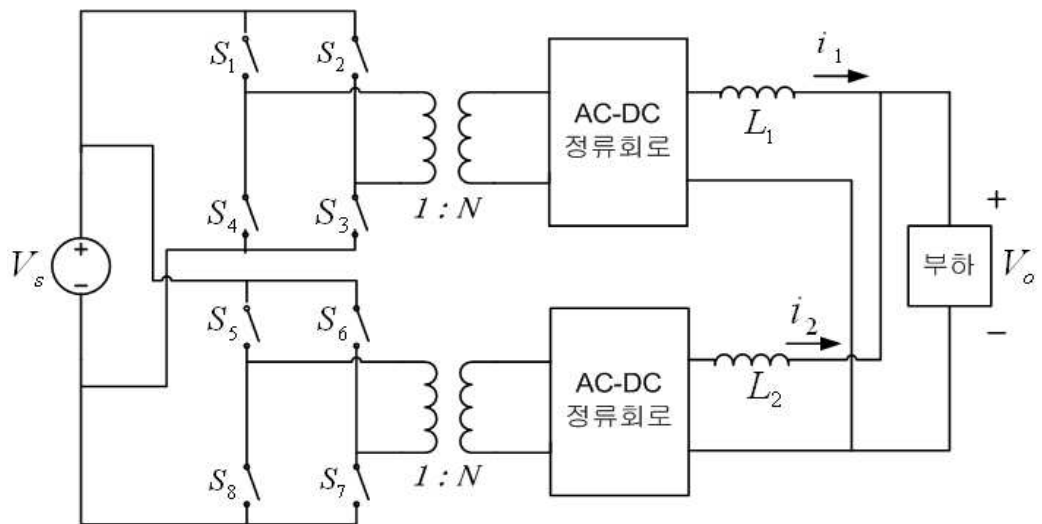 S₁
S₂
i₁
AC-DC
정류회로
L₁
S₄
S₃
1 : N
+
Vₛ
+
−
부하
Vₒ
−
S₅
S₆
i₂
AC-DC
정류회로
L₂
S₈
S₇
1 : N